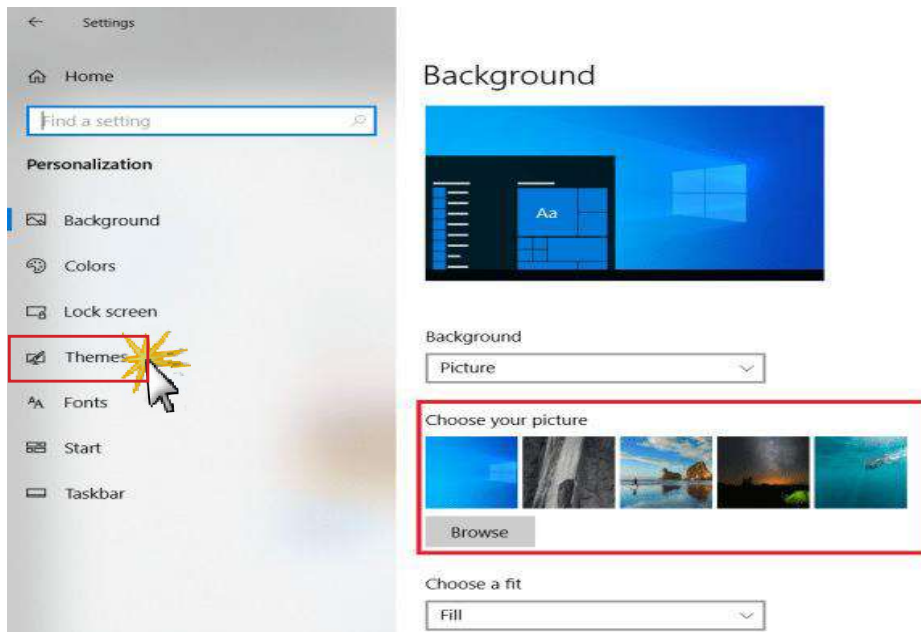 Settings
Home
Find a setting
Personalization
Background
Colors
Lock screen
Themes
Fonts
Start
Taskbar
Background
Aa
Background
Picture
Choose your picture
Browse
Choose a fit
Fill